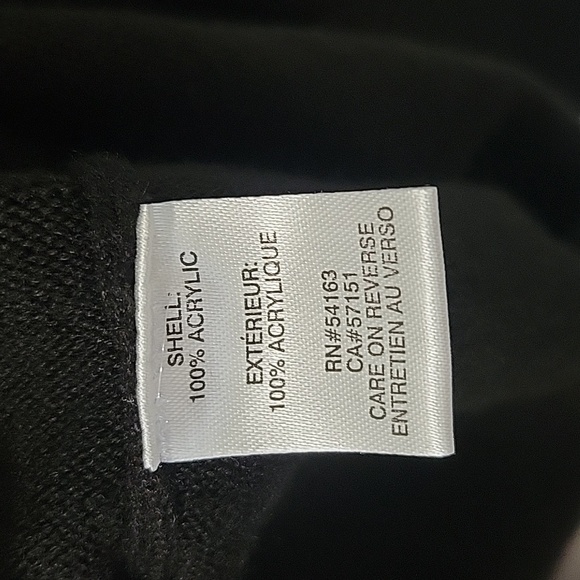 SHELL:
100% ACRYLIC
EXTÉRIEUR:
100% ACRYLIQUE
RN#54163
CA#57151
CARE ON REVERSE
ENTRETIEN AU VERSO